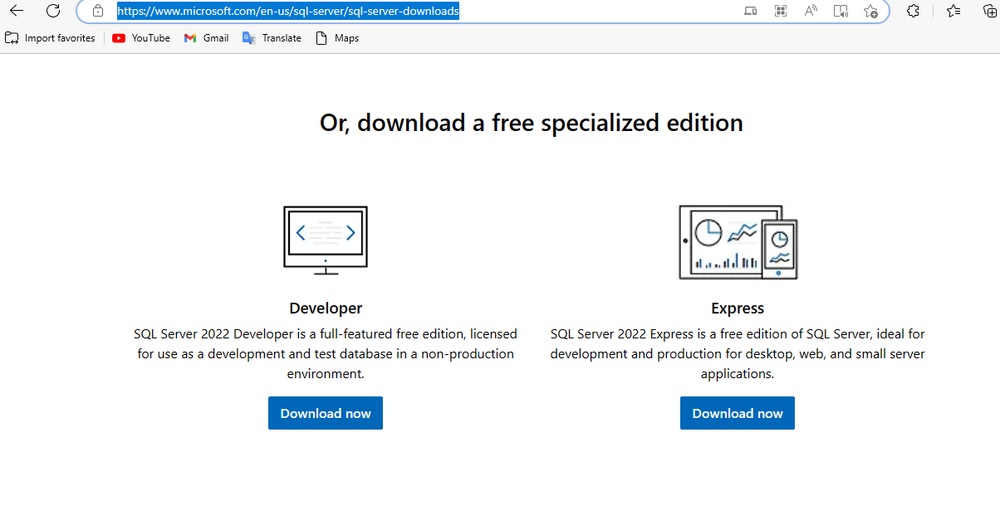 https://www.microsoft.com/en-us/sql-server/sql-server-downloads
Import favorites YouTube Gmail Translate Maps
Or, download a free specialized edition
Developer
SQL Server 2022 Developer is a full-featured free edition, licensed
for use as a development and test database in a non-production
environment.
Download now
Express
SQL Server 2022 Express is a free edition of SQL Server, ideal for
development and production for desktop, web, and small server
applications.
Download now